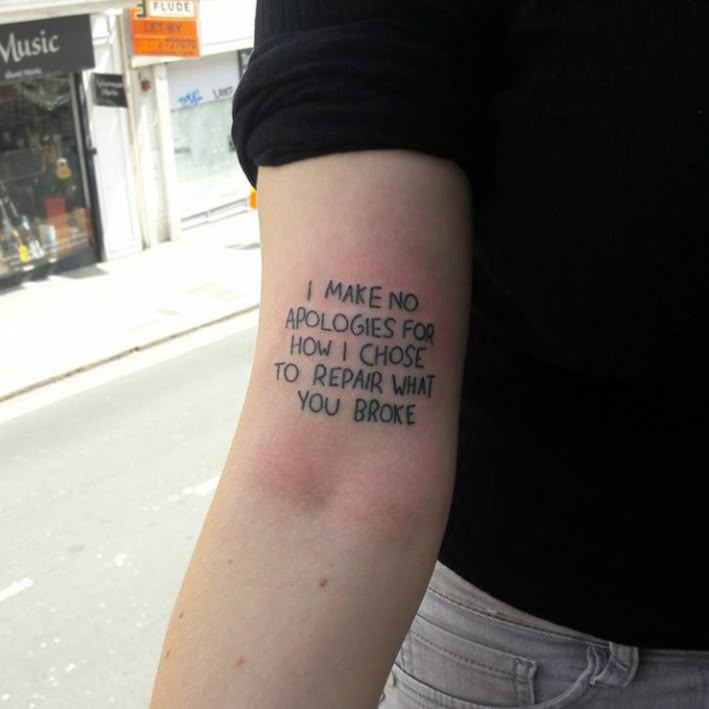 Music
FLUDE
LET BY
I MAKE NO
APOLOGIES FOR
HOW I CHOSE
TO REPAIR WHAT
YOU BROKE